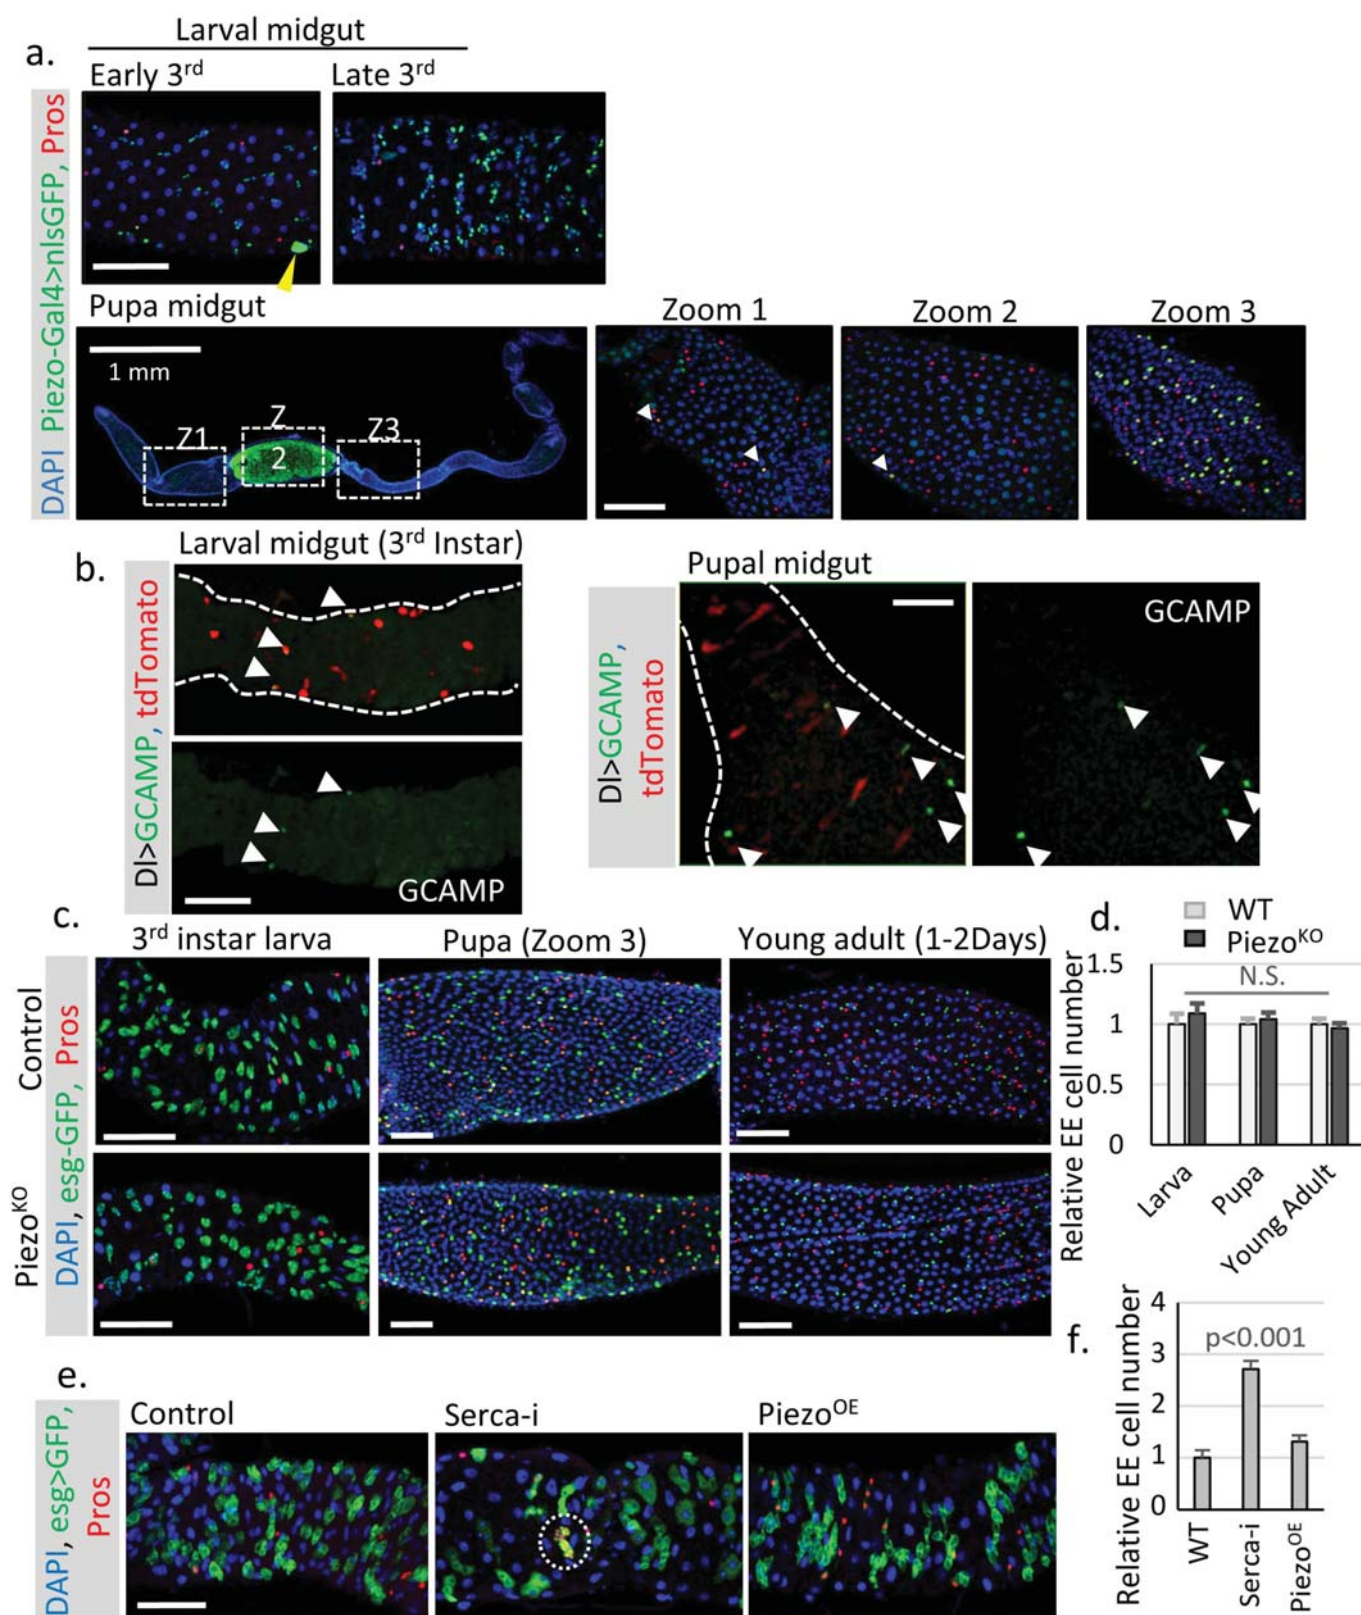 a.
Larval midgut
Early 3rd
Late 3rd
DAPI Piezo-Gal4>nlsGFP, Pros
Pupa midgut
1 mm
Z1
Z
2
Z3
Zoom 1
Zoom 2
Zoom 3
b.
Larval midgut (3rd Instar)
Dl>GCAMP, tdTomato
GCAMP
Pupal midgut
Dl>GCAMP,
tdTomato
GCAMP
c.
3rd instar larva
Pupa (Zoom 3)
Young adult (1-2Days)
Control
PiezoKO
DAPI, esg-GFP, Pros
d.
WT
PiezoKO
Relative EE cell number
1.5
1
0.5
0
N.S.
Larva
Pupa
Young Adult
e.
DAPI, esg>GFP,
Pros
Control
Serca-i
PiezoOE
f.
Relative EE cell number
4
3
2
1
0
p<0.001
WT
Serca-i
PiezoOE